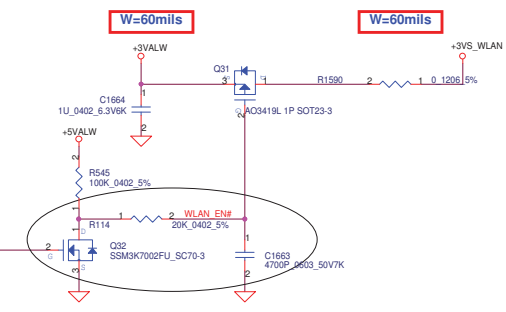 W=60mils
W=60mils
+3VALW
+3VS_WLAN
Q31
3
1
R1590
2
1
0_1206_5%
1
C1664
1U_0402_6.3V6K
2
AO3419L 1P SOT23-3
2
+5VALW
2
R545
100K_0402_5%
1
R114
1
2
WLAN_EN#
20K_0402_5%
1
D
2
G
Q32
SSM3K7002FU_SC70-3
S
3
1
C1663
4700P_0603_50V7K
2